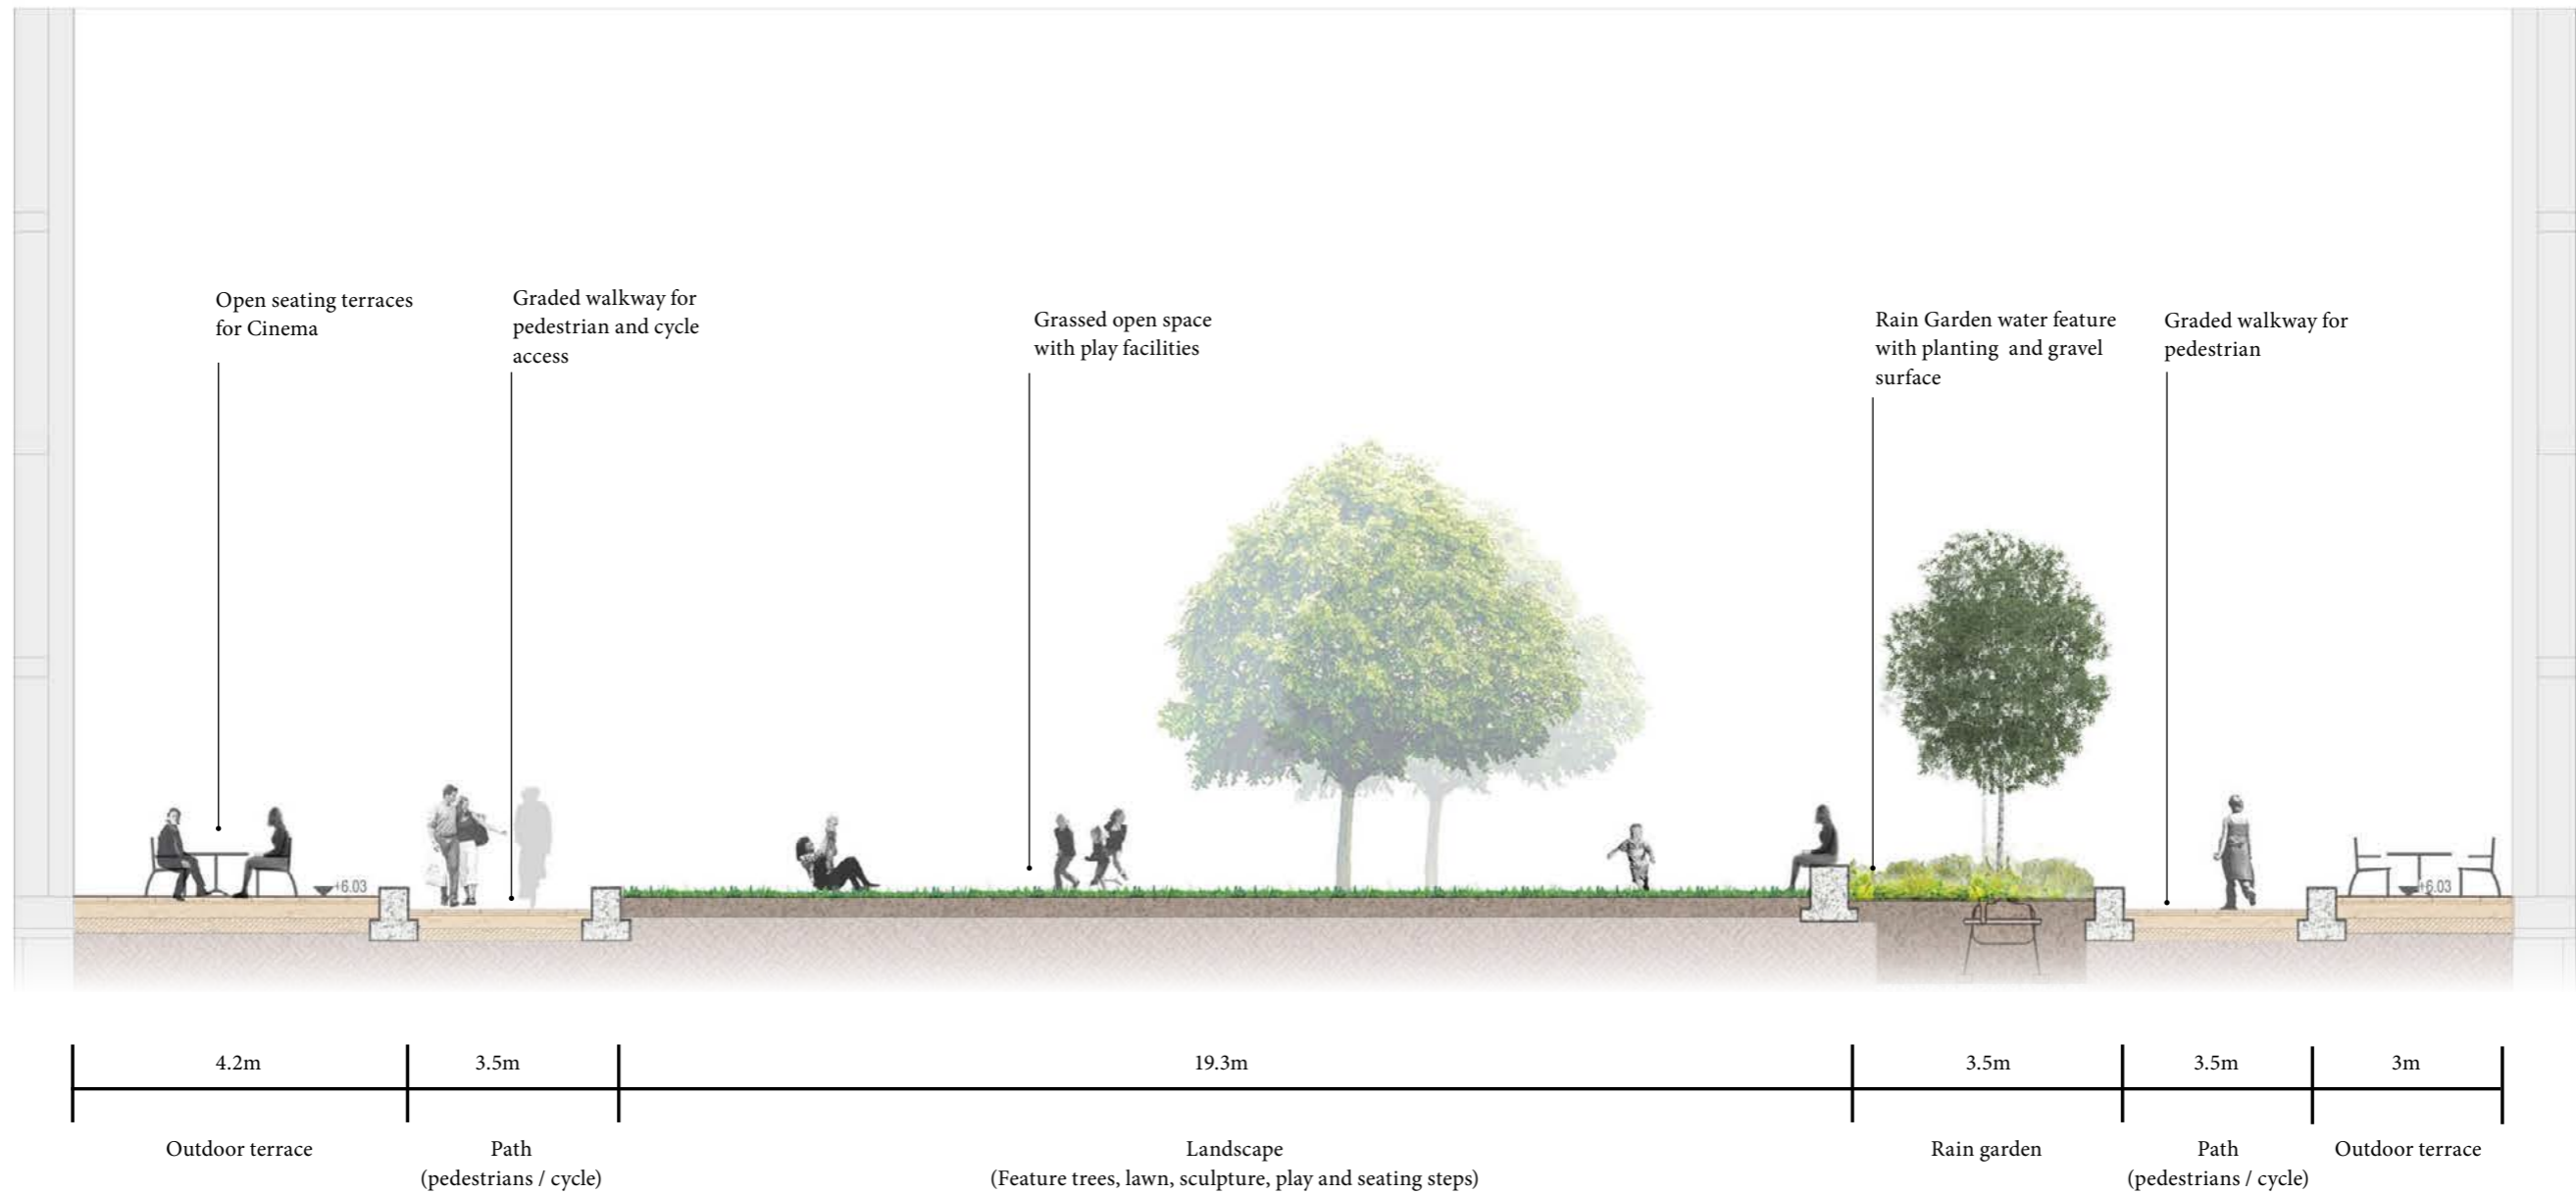 Open seating terraces
for Cinema
Graded walkway for
pedestrian and cycle
access
Grassed open space
with play facilities
Rain Garden water feature
with planting and gravel
surface
Graded walkway for
pedestrian
+6.03
+6.03
4.2m
3.5m
19.3m
3.5m
3.5m
3m
Outdoor terrace
Path
(pedestrians / cycle)
Landscape
(Feature trees, lawn, sculpture, play and seating steps)
Rain garden
Path
(pedestrians / cycle)
Outdoor terrace